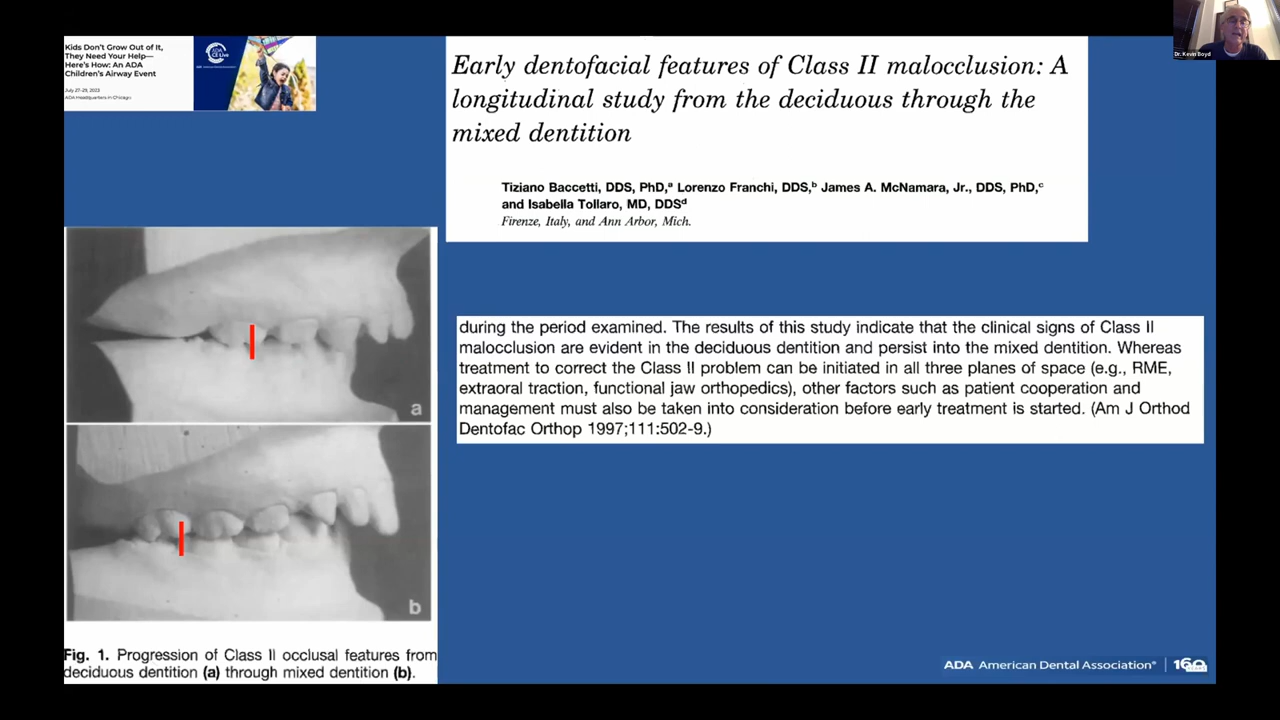 Kids Don't Grow Out of It,
They Need Your Help—
Here's How: An ADA
Children's Airway Event
July 27-29, 2023
ADA Headquarters in Chicago
ADA
CE Live
Dr. Kevin Boyd
Early dentofacial features of Class II malocclusion: A
longitudinal study from the deciduous through the
mixed dentition
Tiziano Baccetti, DDS, PhD,ᵃ Lorenzo Franchi, DDS,ᵇ James A. McNamara, Jr., DDS, PhD,ᶜ
and Isabella Tollaro, MD, DDSᵈ
Firenze, Italy, and Ann Arbor, Mich.
a
b
Fig. 1. Progression of Class II occlusal features from
deciduous dentition (a) through mixed dentition (b).
during the period examined. The results of this study indicate that the clinical signs of Class II
malocclusion are evident in the deciduous dentition and persist into the mixed dentition. Whereas
treatment to correct the Class II problem can be initiated in all three planes of space (e.g., RME,
extraoral traction, functional jaw orthopedics), other factors such as patient cooperation and
management must also be taken into consideration before early treatment is started. (Am J Orthod
Dentofac Orthop 1997;111:502-9.)
ADA American Dental Association® 160